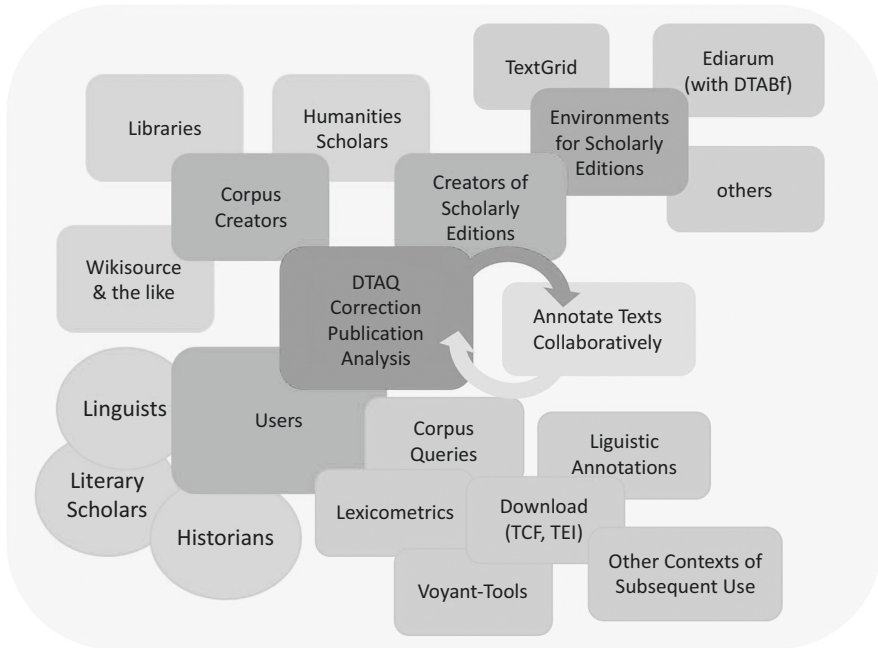 TextGrid
Ediarum
(with DTABf)
Libraries
Humanities
Scholars
Environments
for Scholarly
Editions
others
Corpus
Creators
Creators of
Scholarly
Editions
Wikisource
& the like
DTAQ
Correction
Publication
Analysis
Annotate Texts
Collaboratively
Linguists
Users
Literary
Scholars
Historians
Corpus
Queries
Liguistic
Annotations
Lexicometrics
Download
(TCF, TEI)
Other Contexts of
Subsequent Use
Voyant-Tools